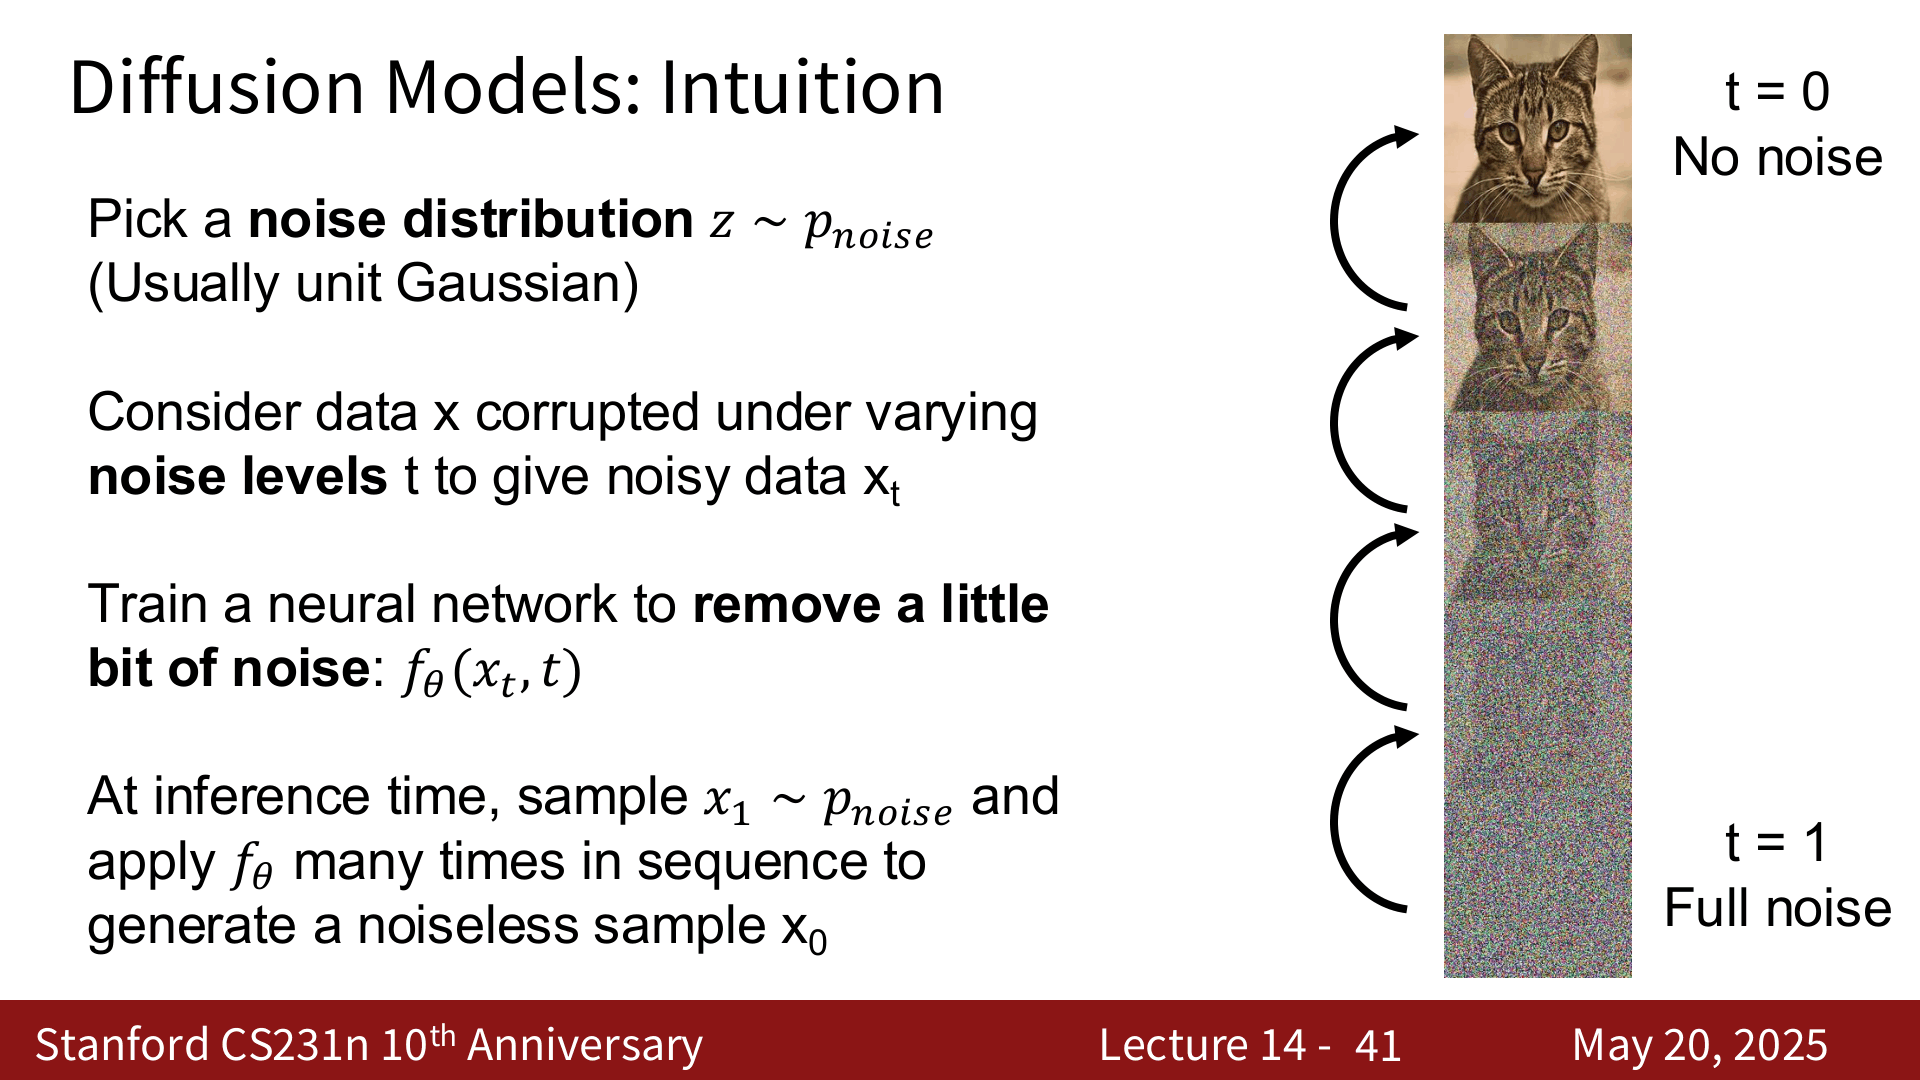 Diffusion Models: Intuition
Pick a noise distribution z ~ p_noise
(Usually unit Gaussian)
Consider data x corrupted under varying
noise levels t to give noisy data x_t
Train a neural network to remove a little
bit of noise: f_θ(x_t, t)
At inference time, sample x_1 ~ p_noise and
apply f_θ many times in sequence to
generate a noiseless sample x_0
t = 0
No noise
t = 1
Full noise
Stanford CS231n 10th Anniversary
Lecture 14 - 41
May 20, 2025